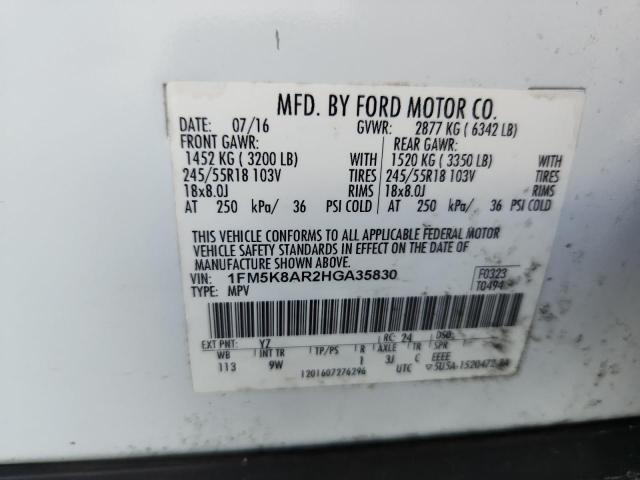 MFD. BY FORD MOTOR CO.
DATE: 07/16 GVWR: 2877 KG ( 6342 LB)
FRONT GAWR: REAR GAWR:
1452 KG ( 3200 LB) WITH 1520 KG ( 3350 LB) WITH
245/55R18 103V TIRES 245/55R18 103V TIRES
18x8.0J RIMS 18x8.0J RIMS
AT 250 kPa/ 36 PSI COLD AT 250 kPa/ 36 PSI COLD
THIS VEHICLE CONFORMS TO ALL APPLICABLE FEDERAL MOTOR
VEHICLE SAFETY STANDARDS IN EFFECT ON THE DATE OF
MANUFACTURE SHOWN ABOVE.
VIN: 1FM5K8AR2HGA35830 F0323
TYPE: MPV T0494
EXT PNT: YZ RC: 24 DSO:
WB INT TR TP/PS R AXLE TR SPR
113 9W I 3J C EEEE
1201607276296 UTC